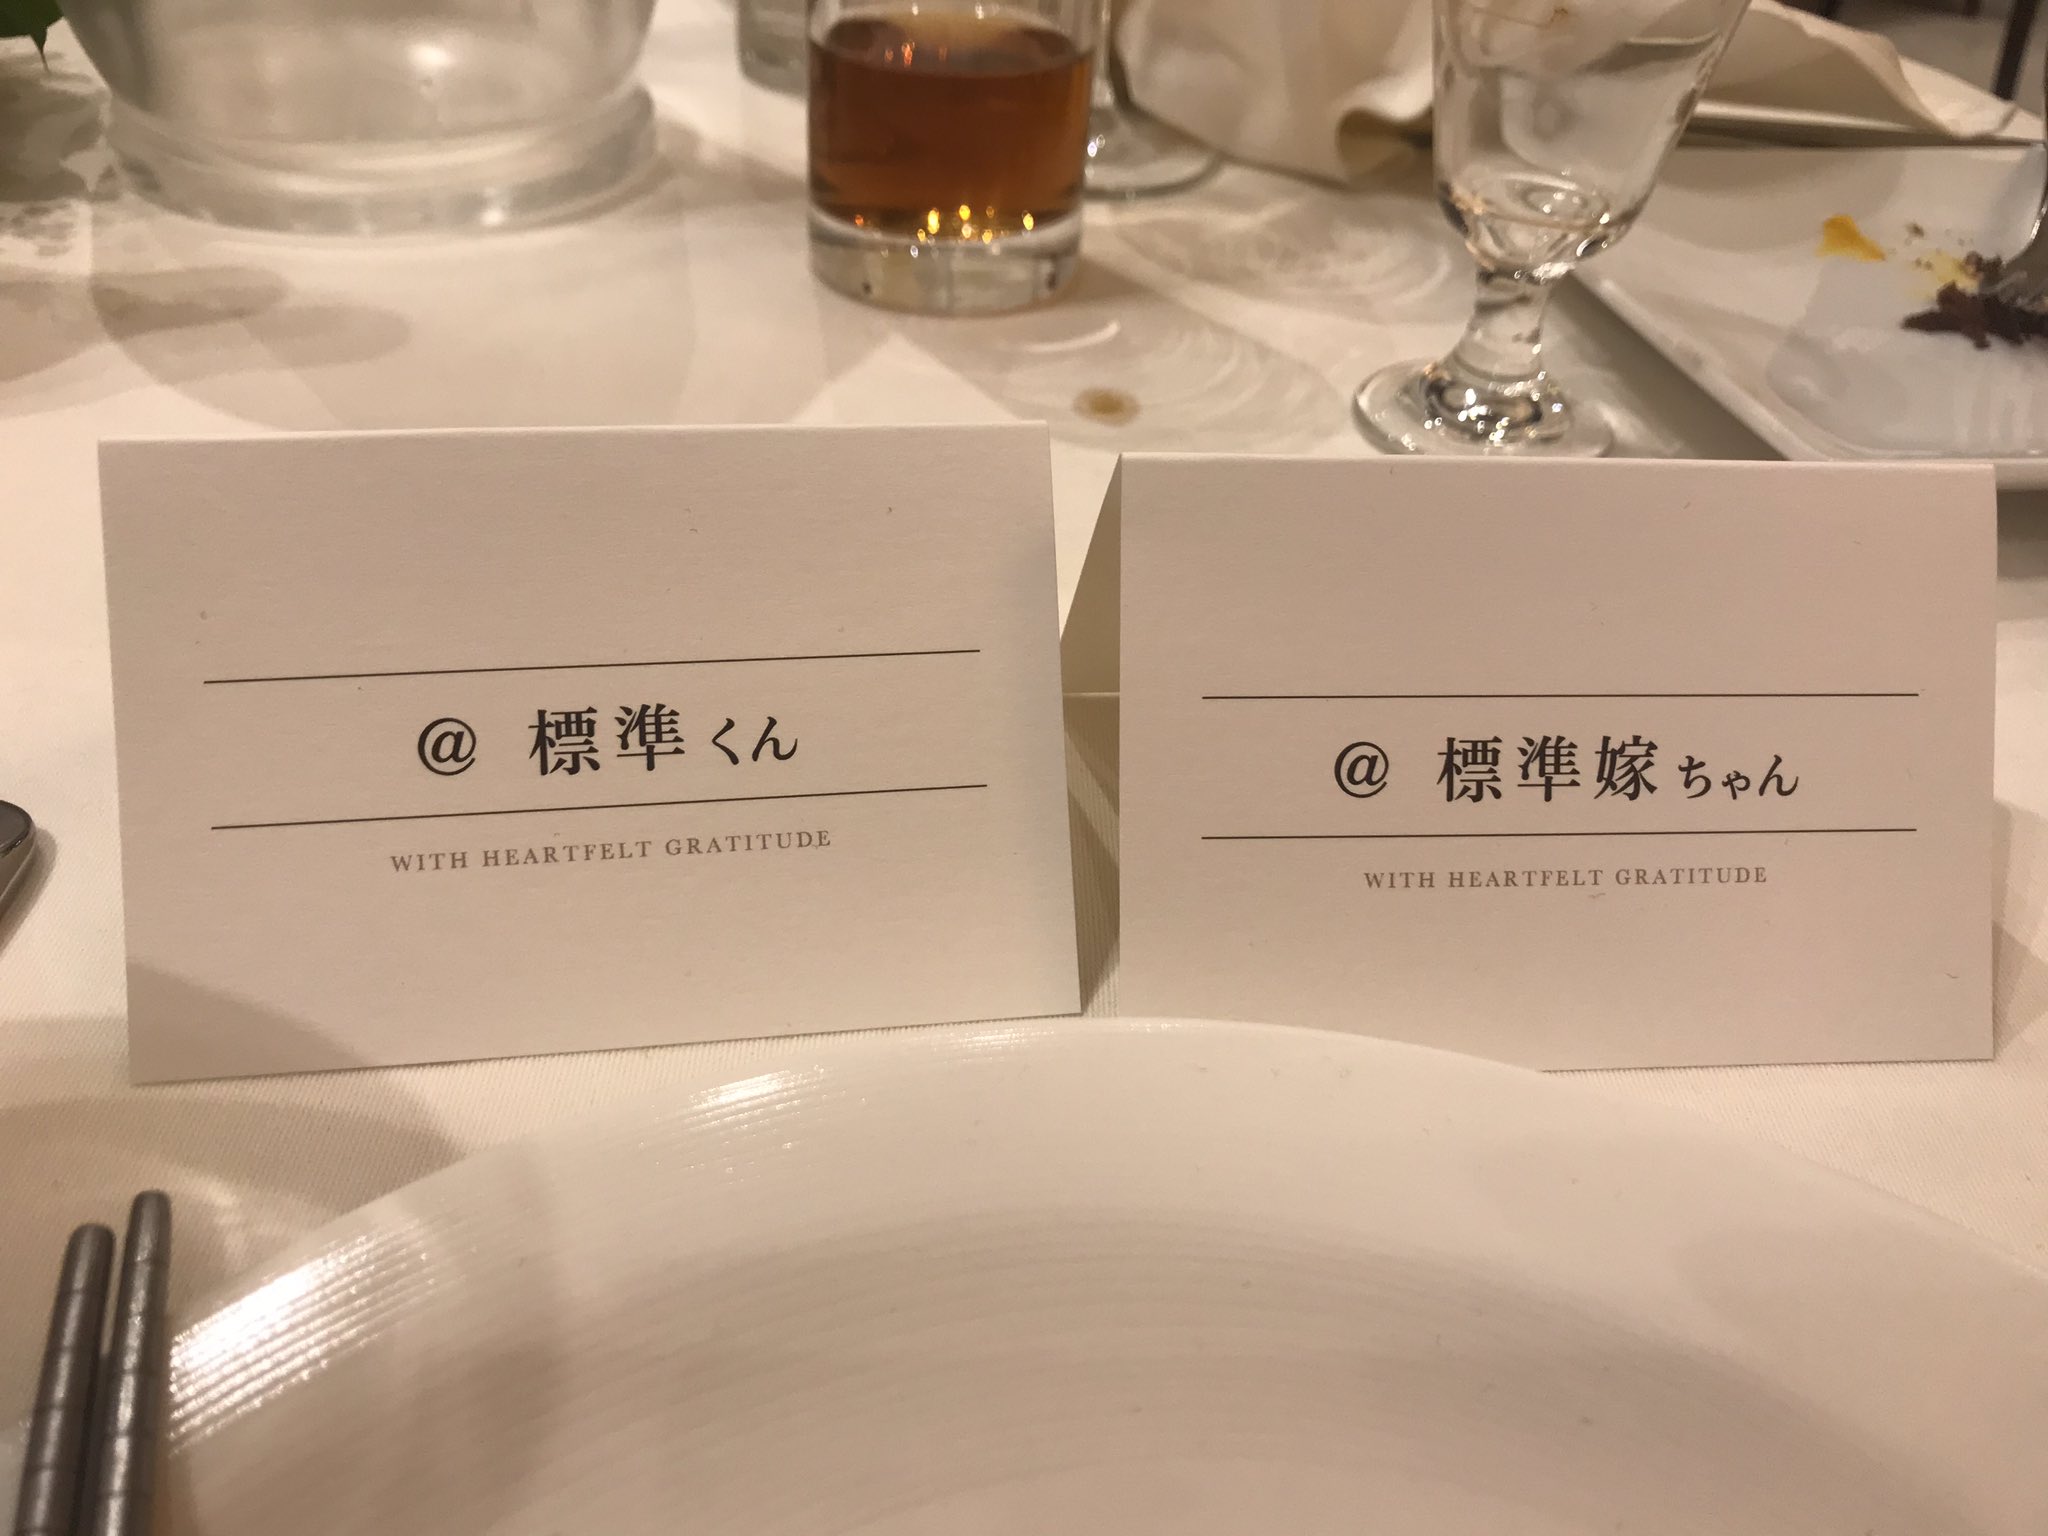 @ 標準くん
WITH HEARTFELT GRATITUDE
@ 標準嫁ちゃん
WITH HEARTFELT GRATITUDE